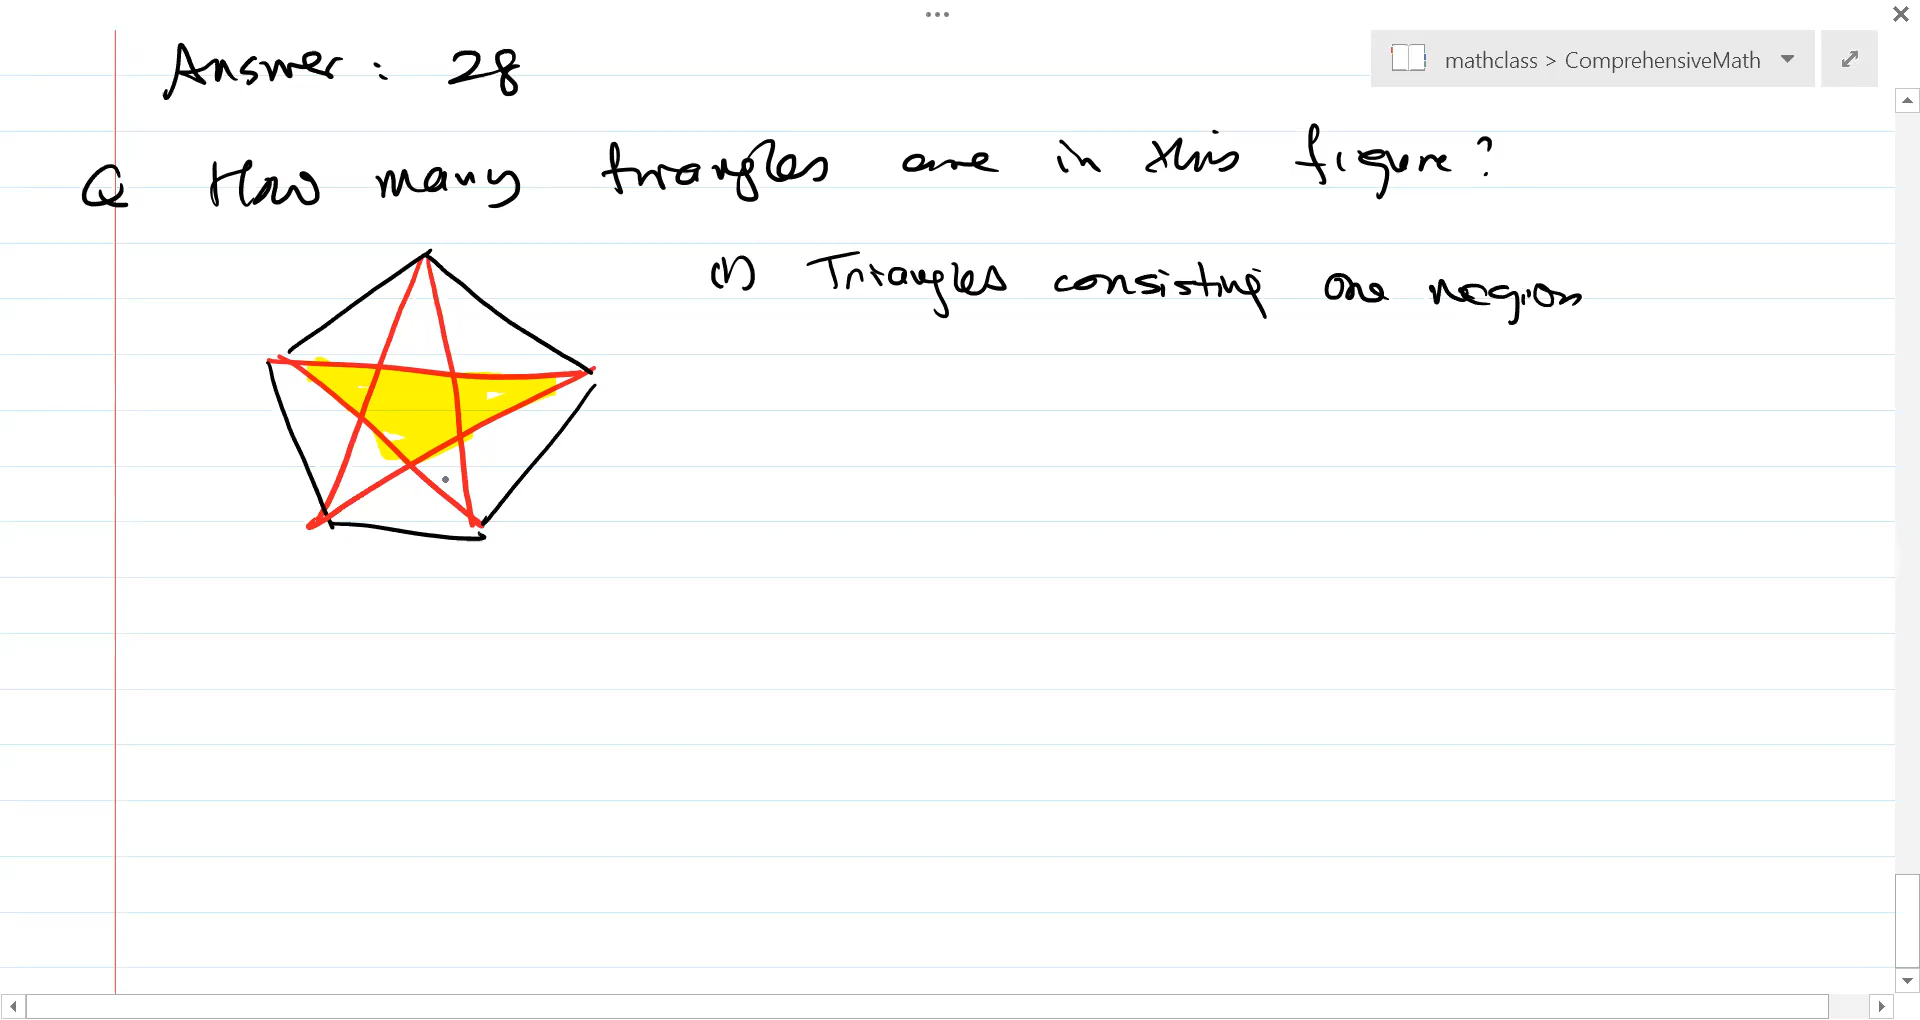 Answer: 28
mathclass > ComprehensiveMath
Q How many triangles are in this figure?
(1) Triangles consisting one region